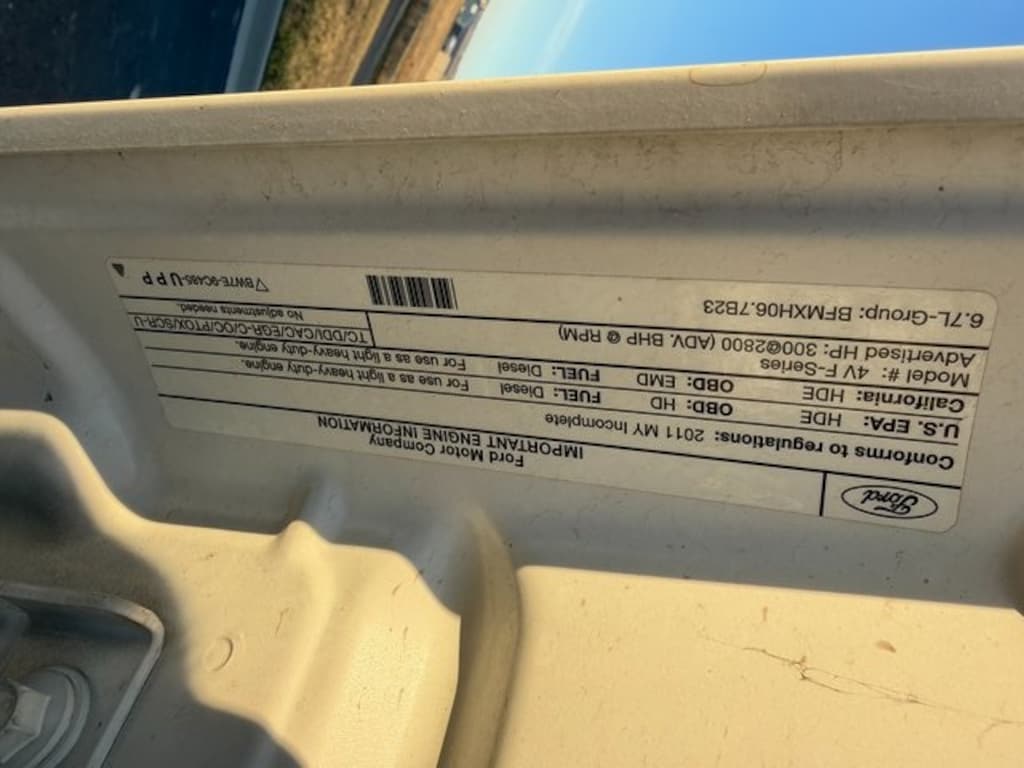 Ford
Ford Motor Company
IMPORTANT ENGINE INFORMATION
Conforms to regulations: 2011 MY Incomplete
U.S. EPA: HDE OBD: HD FUEL: Diesel For use as a light heavy-duty engine.
California: HDE OBD: EMD FUEL: Diesel For use as a light heavy-duty engine.
Model #: 4V F-Series
Advertised HP: 300@2800 (ADV. BHP @ RPM)
TC/DDI/CAC/EGR-C/OC/PTOX/SCR-U
No adjustments needed.
6.7L-Group: BFMXH06.7B23
BW7E-9C485-UPP